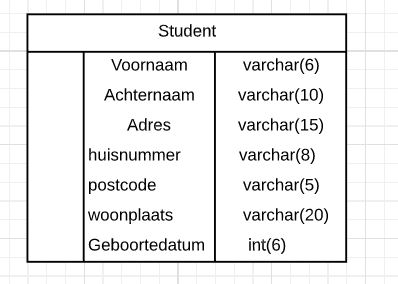 Student
Voornaam varchar(6)
Achternaam varchar(10)
Adres varchar(15)
huisnummer varchar(8)
postcode varchar(5)
woonplaats varchar(20)
Geboortedatum int(6)